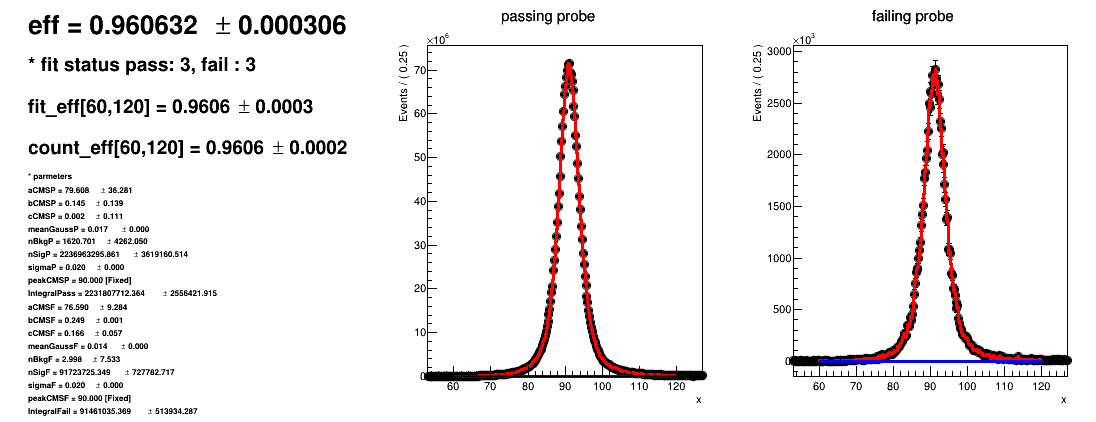 eff = 0.960632 ± 0.000306
* fit status pass: 3, fail : 3
fit_eff[60,120] = 0.9606 ± 0.0003
count_eff[60,120] = 0.9606 ± 0.0002
* parmeters
aCMSP = 79.608 ± 36.281
bCMSP = 0.145 ± 0.139
cCMSP = 0.002 ± 0.111
meanGaussP = 0.017 ± 0.000
nBkgP = 1620.701 ± 4262.050
nSigP = 2236963295.861 ± 3619160.514
sigmaP = 0.020 ± 0.000
peakCMSP = 90.000 [Fixed]
IntegralPass = 2231807712.364 ± 2556421.915
aCMSF = 76.590 ± 9.284
bCMSF = 0.249 ± 0.001
cCMSF = 0.166 ± 0.057
meanGaussF = 0.014 ± 0.000
nBkgF = 2.998 ± 7.533
nSigF = 91723725.349 ± 727782.717
sigmaF = 0.020 ± 0.000
peakCMSF = 90.000 [Fixed]
IntegralFail = 91461035.369 ± 513934.287
passing probe
×10⁶
Events / ( 0.25 )
70
60
50
40
30
20
10
0
60 70 80 90 100 110 120
x
failing probe
×10³
Events / ( 0.25 )
3000
2500
2000
1500
1000
500
0
60 70 80 90 100 110 120
x